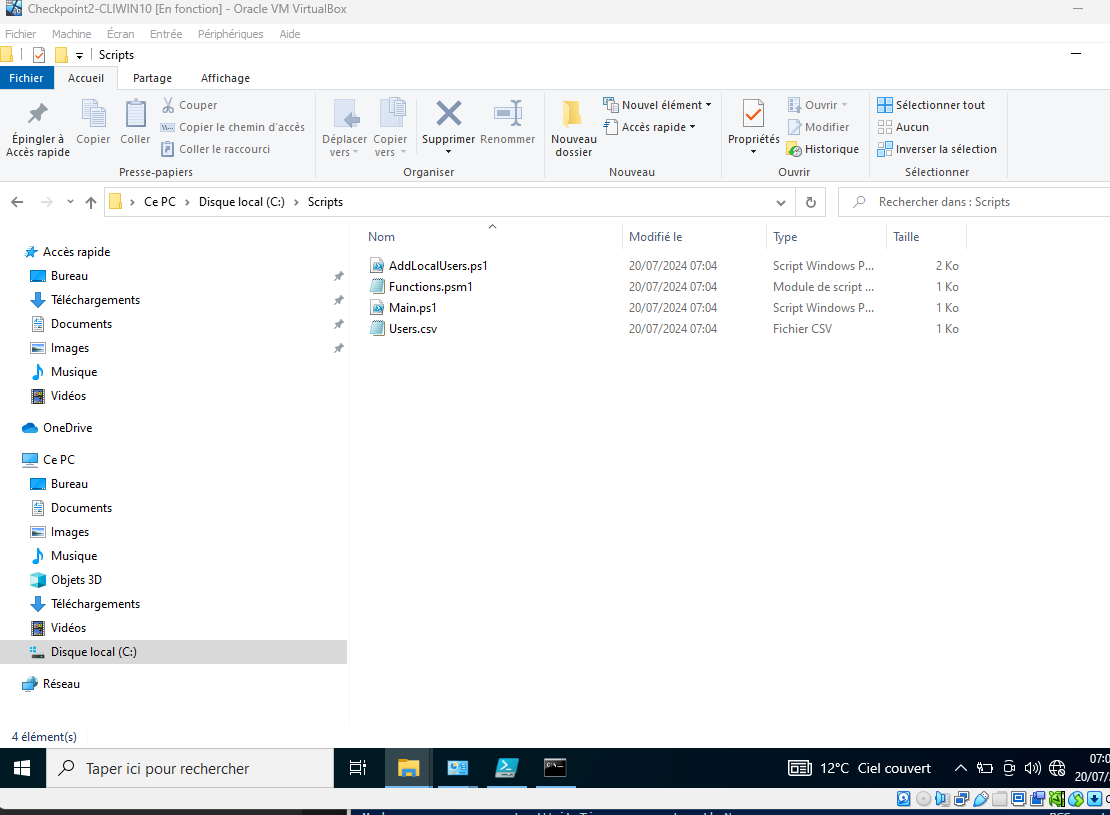 Checkpoint2-CLIWIN10 [En fonction] - Oracle VM VirtualBox
Fichier Machine Écran Entrée Périphériques Aide
Scripts
Fichier Accueil Partage Affichage
Épingler à Accès rapide
Copier
Coller
Couper
Copier le chemin d'accès
Coller le raccourci
Presse-papiers
Déplacer vers
Copier vers
Supprimer
Renommer
Organiser
Nouveau dossier
Nouvel élément
Accès rapide
Nouveau
Propriétés
Ouvrir
Modifier
Historique
Ouvrir
Sélectionner tout
Aucun
Inverser la sélection
Sélectionner
Ce PC > Disque local (C:) > Scripts
Rechercher dans : Scripts
Nom Modifié le Type Taille
AddLocalUsers.ps1 20/07/2024 07:04 Script Windows P... 2 Ko
Functions.psm1 20/07/2024 07:04 Module de script ... 1 Ko
Main.ps1 20/07/2024 07:04 Script Windows P... 1 Ko
Users.csv 20/07/2024 07:04 Fichier CSV 1 Ko
Accès rapide
Bureau
Téléchargements
Documents
Images
Musique
Vidéos
OneDrive
Ce PC
Bureau
Documents
Images
Musique
Objets 3D
Téléchargements
Vidéos
Disque local (C:)
Réseau
4 élément(s)
Taper ici pour rechercher
12°C Ciel couvert
07:0
20/07/